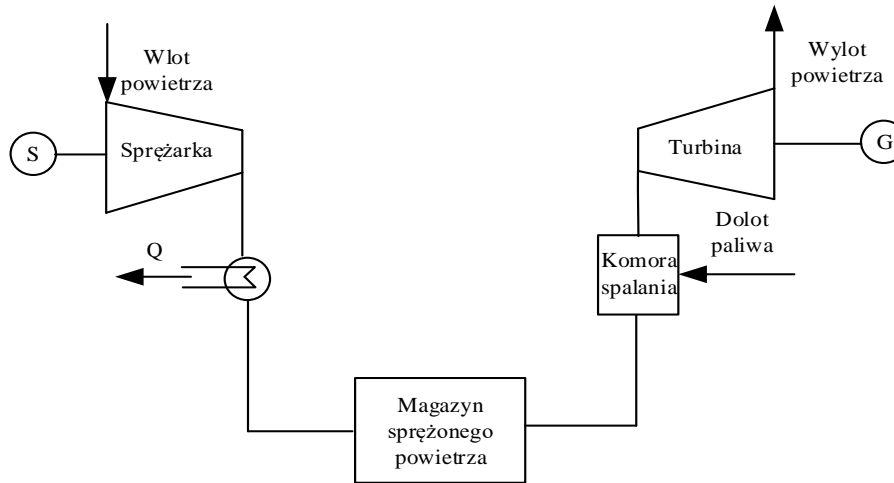 Wlot
powietrza
Wylot
powietrza
S
Sprężarka
Turbina
G
Dolot
paliwa
Q
Komora
spalania
Magazyn
sprężonego
powietrza